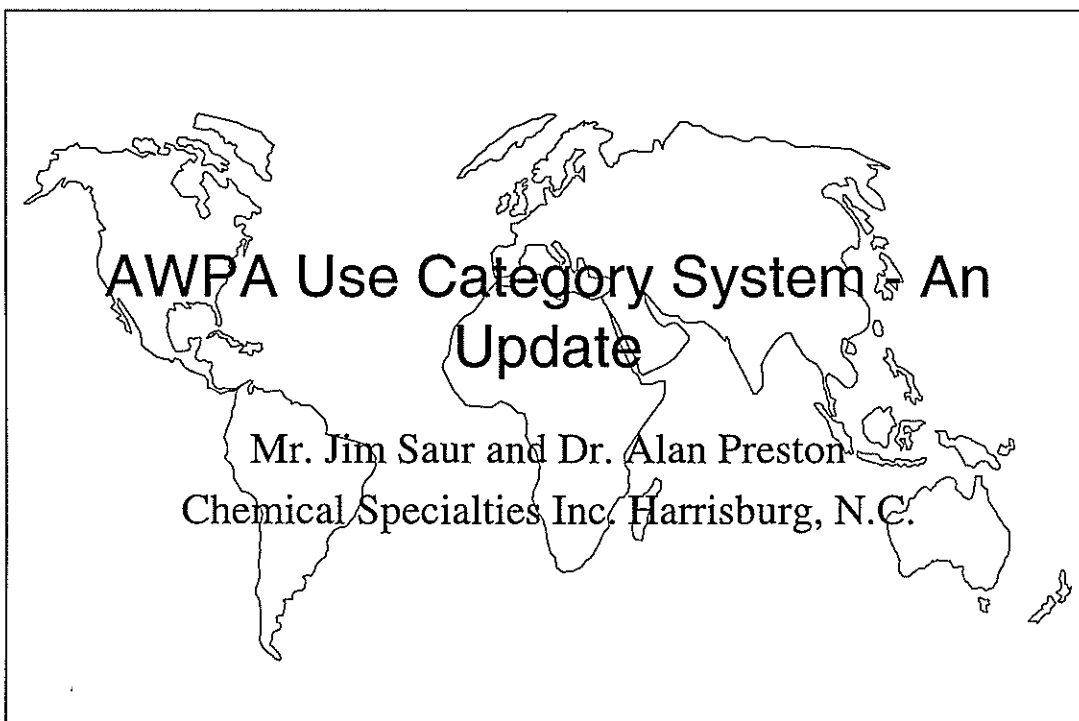 AWPA Use Category System - An
Update
Mr. Jim Saur and Dr. Alan Preston
Chemical Specialties Inc. Harrisburg, N.C.